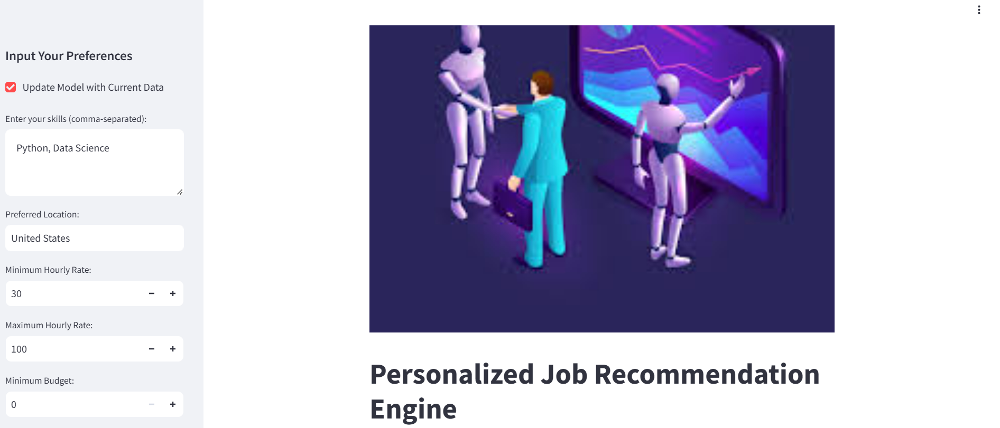 Input Your Preferences
Update Model with Current Data
Enter your skills (comma-separated):
Python, Data Science
Preferred Location:
United States
Minimum Hourly Rate:
30
Maximum Hourly Rate:
100
Minimum Budget:
0
Personalized Job Recommendation
Engine